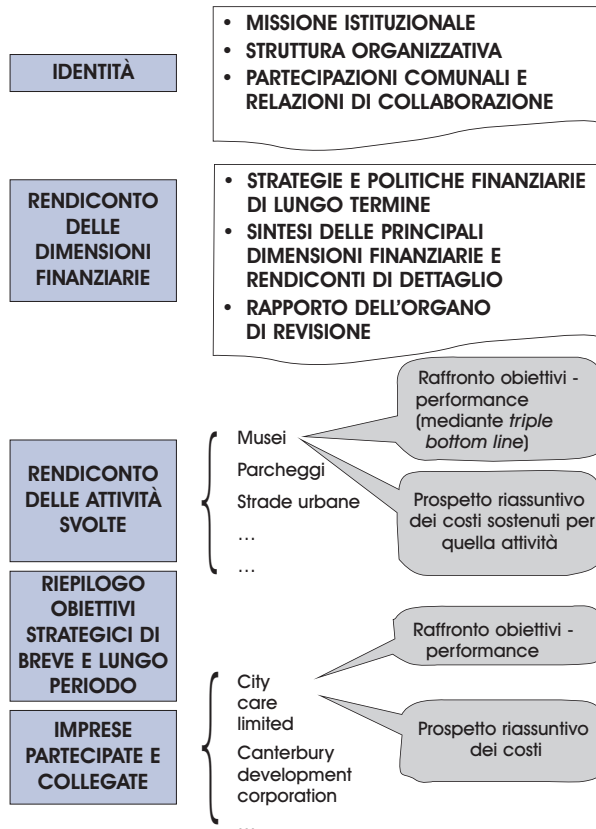 IDENTITÀ
• MISSIONE ISTITUZIONALE
• STRUTTURA ORGANIZZATIVA
• PARTECIPAZIONI COMUNALI E
RELAZIONI DI COLLABORAZIONE
RENDICONTO
DELLE
DIMENSIONI
FINANZIARIE
• STRATEGIE E POLITICHE FINANZIARIE
DI LUNGO TERMINE
• SINTESI DELLE PRINCIPALI
DIMENSIONI FINANZIARIE E
RENDICONTI DI DETTAGLIO
• RAPPORTO DELL'ORGANO
DI REVISIONE
RENDICONTO
DELLE ATTIVITÀ
SVOLTE
Musei
Parcheggi
Strade urbane
...
...
Raffronto obiettivi -
performance
(mediante triple
bottom line)
Prospetto riassuntivo
dei costi sostenuti per
quella attività
RIEPILOGO
OBIETTIVI
STRATEGICI DI
BREVE E LUNGO
PERIODO
IMPRESE
PARTECIPATE E
COLLEGATE
City
care
limited
Canterbury
development
corporation
...
Raffronto obiettivi -
performance
Prospetto riassuntivo
dei costi